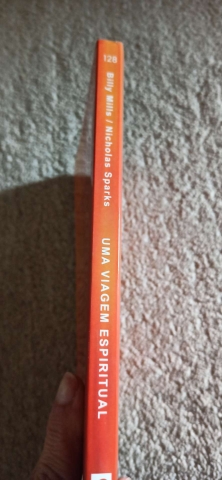 128
Billy Mills / Nicholas Sparks
UMA VIAGEM ESPIRITUAL